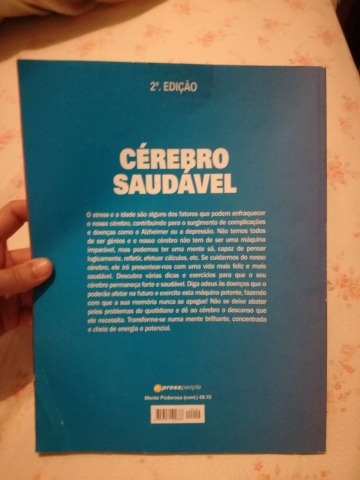 2ª. EDIÇÃO
CÉREBRO
SAUDÁVEL
O stress e a idade são alguns dos fatores que podem enfraquecer
o nosso cérebro, contribuindo para o surgimento de complicações
e doenças como o Alzheimer ou a depressão. Não temos todos
de ser génios e o nosso cérebro não tem de ser uma máquina
imparável, mas podemos ter uma mente sã, capaz de pensar
logicamente, refletir, efetuar cálculos, etc. Se cuidarmos do nosso
cérebro, ele irá presentear-nos com uma vida mais feliz e mais
saudável. Descubra várias dicas e exercícios para que o seu
cérebro permaneça forte e saudável. Diga adeus às doenças que o
poderão afetar no futuro e exercite esta máquina potente, fazendo
com que a sua memória nunca se apague! Não se deixe abater
pelos problemas do quotidiano e dê ao cérebro o descanso que
ele necessita. Transforme-se numa mente brilhante, concentrada
e cheia de energia e potencial.
presspeople
Mente Poderosa (cont.) €6.70